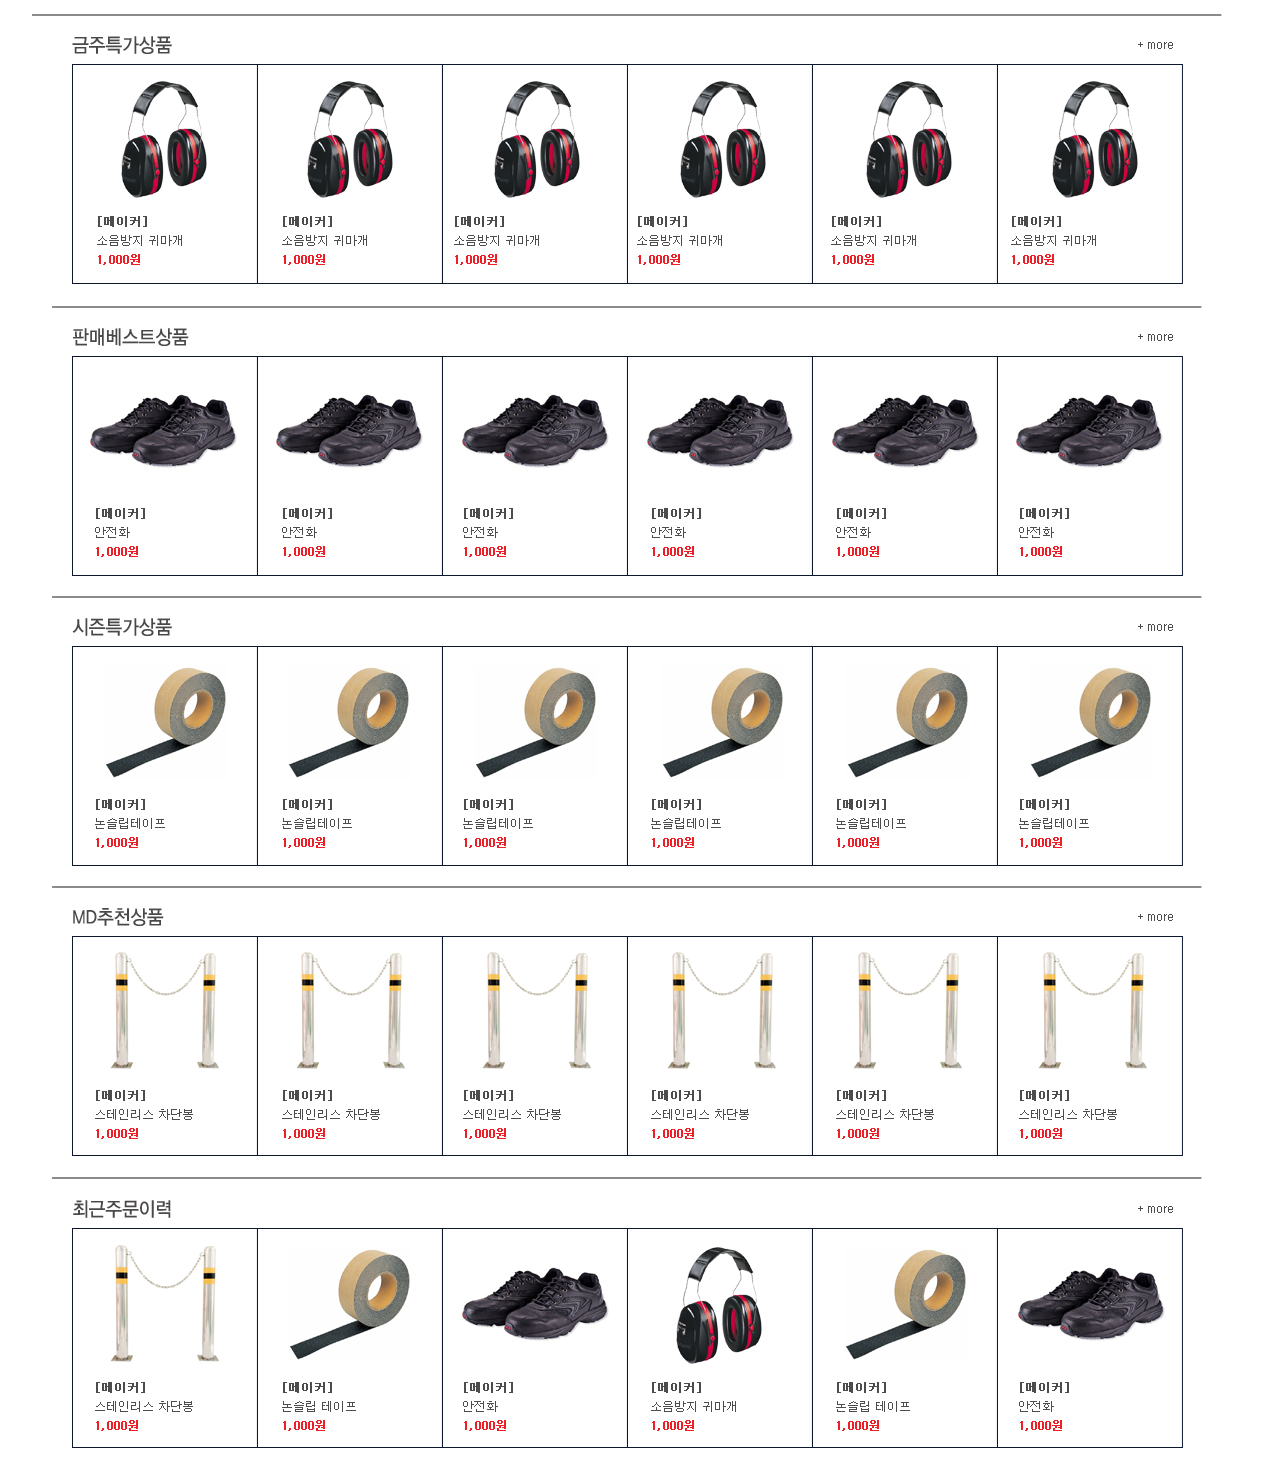 금주특가상품
+ more
[메이커] [메이커] [메이커] [메이커] [메이커] [메이커]
소음방지 귀마개 소음방지 귀마개 소음방지 귀마개 소음방지 귀마개 소음방지 귀마개 소음방지 귀마개
1,000원 1,000원 1,000원 1,000원 1,000원 1,000원
판매베스트상품
+ more
[메이커] [메이커] [메이커] [메이커] [메이커] [메이커]
안전화 안전화 안전화 안전화 안전화 안전화
1,000원 1,000원 1,000원 1,000원 1,000원 1,000원
시즌특가상품
+ more
[메이커] [메이커] [메이커] [메이커] [메이커] [메이커]
논슬립테이프 논슬립테이프 논슬립테이프 논슬립테이프 논슬립테이프 논슬립테이프
1,000원 1,000원 1,000원 1,000원 1,000원 1,000원
MD추천상품
+ more
[메이커] [메이커] [메이커] [메이커] [메이커] [메이커]
스테인리스 차단봉 스테인리스 차단봉 스테인리스 차단봉 스테인리스 차단봉 스테인리스 차단봉 스테인리스 차단봉
1,000원 1,000원 1,000원 1,000원 1,000원 1,000원
최근주문이력
+ more
[메이커] [메이커] [메이커] [메이커] [메이커] [메이커]
스테인리스 차단봉 논슬립 테이프 안전화 소음방지 귀마개 논슬립 테이프 안전화
1,000원 1,000원 1,000원 1,000원 1,000원 1,000원